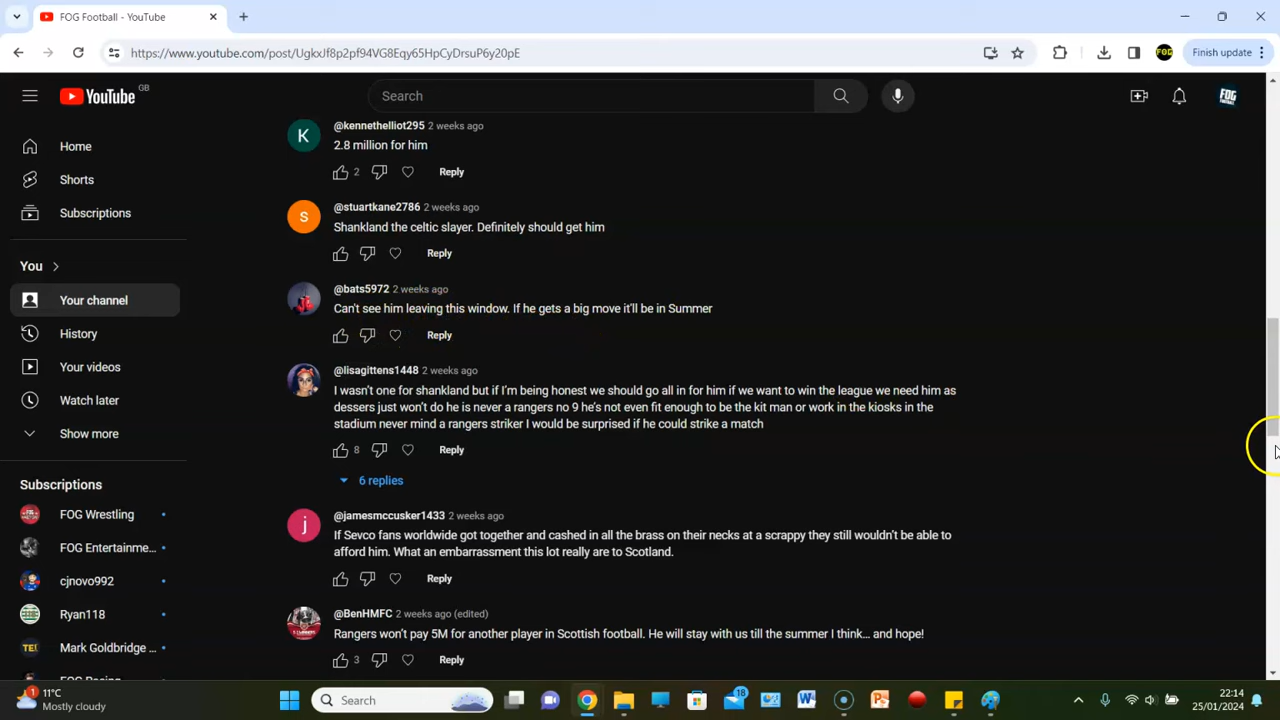 FOG Football - YouTube
https://www.youtube.com/post/UgkxJf8p2pf94VG8Eqy65HpCyDrsuP6y20pE
FOG
Finish update
YouTube GB
Search
FOG
FOOTBALL
Home
Shorts
Subscriptions
You
Your channel
History
Your videos
Watch later
Show more
Subscriptions
FOG Wrestling
FOG Entertainme...
cjnovo992
Ryan118
Mark Goldbridge ...
K
@kennethelliot295 2 weeks ago
2.8 million for him
2 Reply
S
@stuartkane2786 2 weeks ago
Shankland the celtic slayer. Definitely should get him
Reply
@bats5972 2 weeks ago
Can't see him leaving this window. If he gets a big move it'll be in Summer
Reply
@lisagittens1448 2 weeks ago
I wasn't one for shankland but if I'm being honest we should go all in for him if we want to win the league we need him as
dessers just won't do he is never a rangers no 9 he's not even fit enough to be the kit man or work in the kiosks in the
stadium never mind a rangers striker I would be surprised if he could strike a match
8 Reply
6 replies
j
@jamesmccusker1433 2 weeks ago
If Sevco fans worldwide got together and cashed in all the brass on their necks at a scrappy they still wouldn't be able to
afford him. What an embarrassment this lot really are to Scotland.
Reply
@BenHMFC 2 weeks ago (edited)
Rangers won't pay 5M for another player in Scottish football. He will stay with us till the summer I think… and hope!
3 Reply
1
11°C
Mostly cloudy
Search
18
22:14
25/01/2024